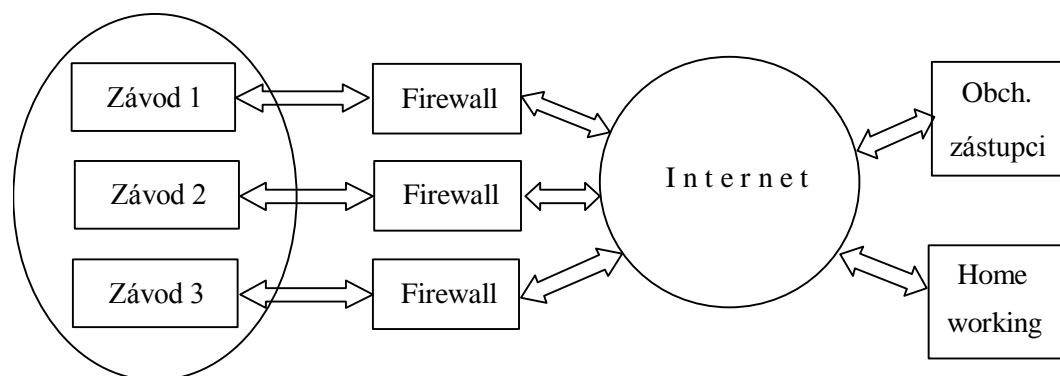 Závod 1
Firewall
Obch.
zástupci
Závod 2
Firewall
I n t e r n e t
Závod 3
Firewall
Home
working